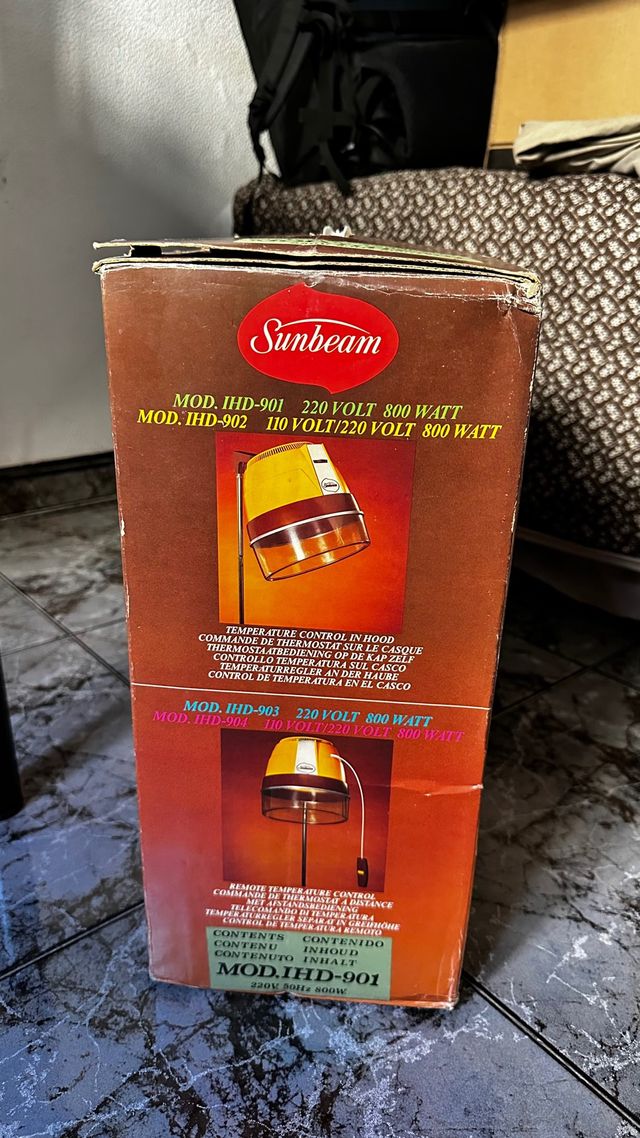 Sunbeam
MOD. IHD-901 220 VOLT 800 WATT
MOD. IHD-902 110 VOLT/220 VOLT 800 WATT
Sunbeam
TEMPERATURE CONTROL IN HOOD
COMMANDE DE THERMOSTAT SUR LE CASQUE
THERMOSTAATBEDIENING OP DE KAP ZELF
CONTROLLO TEMPERATURA SUL CASCO
TEMPERATURREGLER AN DER HAUBE
CONTROL DE TEMPERATURA EN EL CASCO
MOD. IHD-903 220 VOLT 800 WATT
MOD. IHD-904 110 VOLT/220 VOLT 800 WATT
REMOTE TEMPERATURE CONTROL
COMMANDE DE THERMOSTAT A DISTANCE
MET AFSTANDSBEDIENING
TELECOMANDO DI TEMPERATURA
TEMPERATURREGLER SEPARAT IN GREIFHÖHE
CONTROL DE TEMPERATURA REMOTO
CONTENTS CONTENIDO
CONTENU INHOUD
CONTENUTO INHALT
MOD.IHD-901
220V. 50Hz 800W.